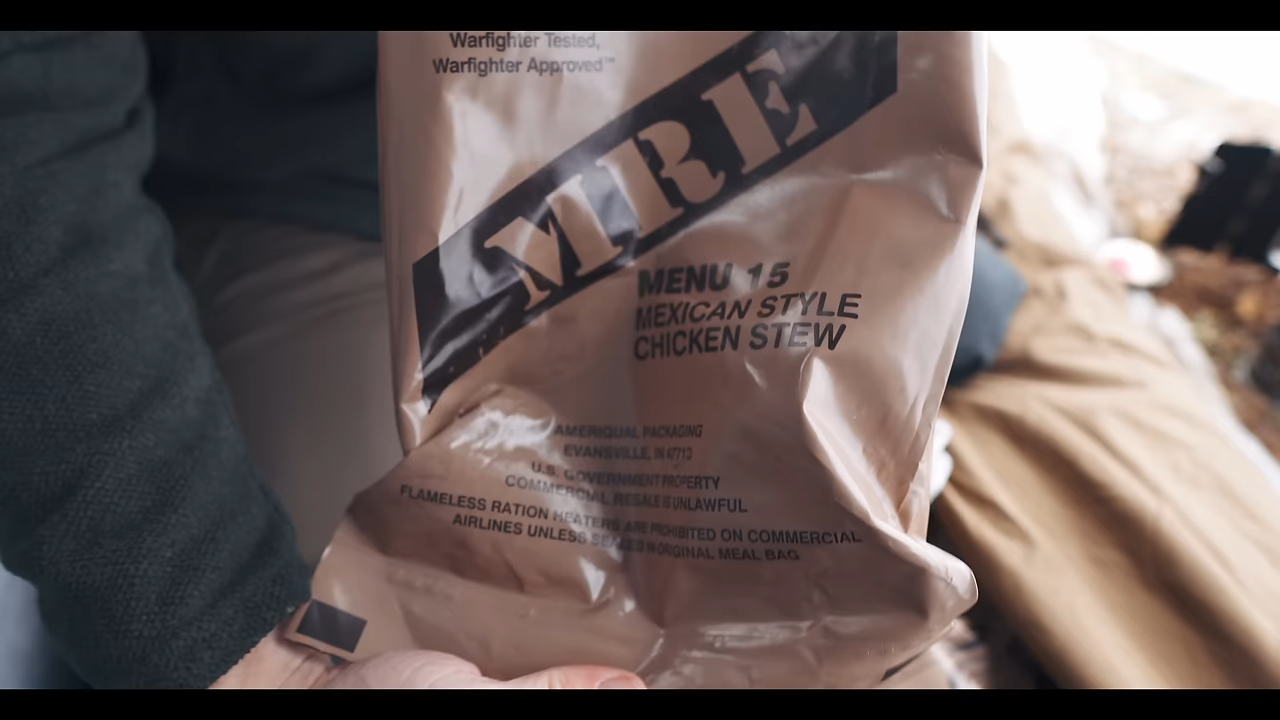 Warfighter Tested,
Warfighter Approved™
MRE
MENU 15
MEXICAN STYLE
CHICKEN STEW
AMERIQUAL PACKAGING
EVANSVILLE, IN 47713
U.S. GOVERNMENT PROPERTY
COMMERCIAL RESALE IS UNLAWFUL
FLAMELESS RATION HEATERS ARE PROHIBITED ON COMMERCIAL
AIRLINES UNLESS SEALED IN ORIGINAL MEAL BAG